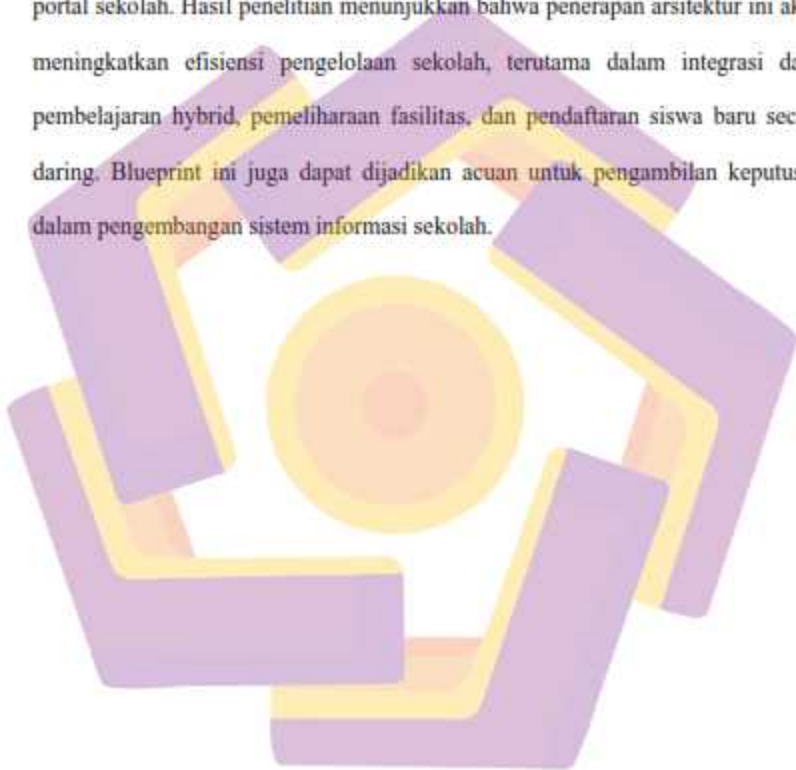 portal sekolah. Hasil penelitian menunjukkan bahwa penerapan arsitektur ini ak
meningkatkan efisiensi pengelolaan sekolah, terutama dalam integrasi da
pembelajaran hybrid, pemeliharaan fasilitas, dan pendaftaran siswa baru sec
daring. Blueprint ini juga dapat dijadikan acuan untuk pengambilan keputus
dalam pengembangan sistem informasi sekolah.